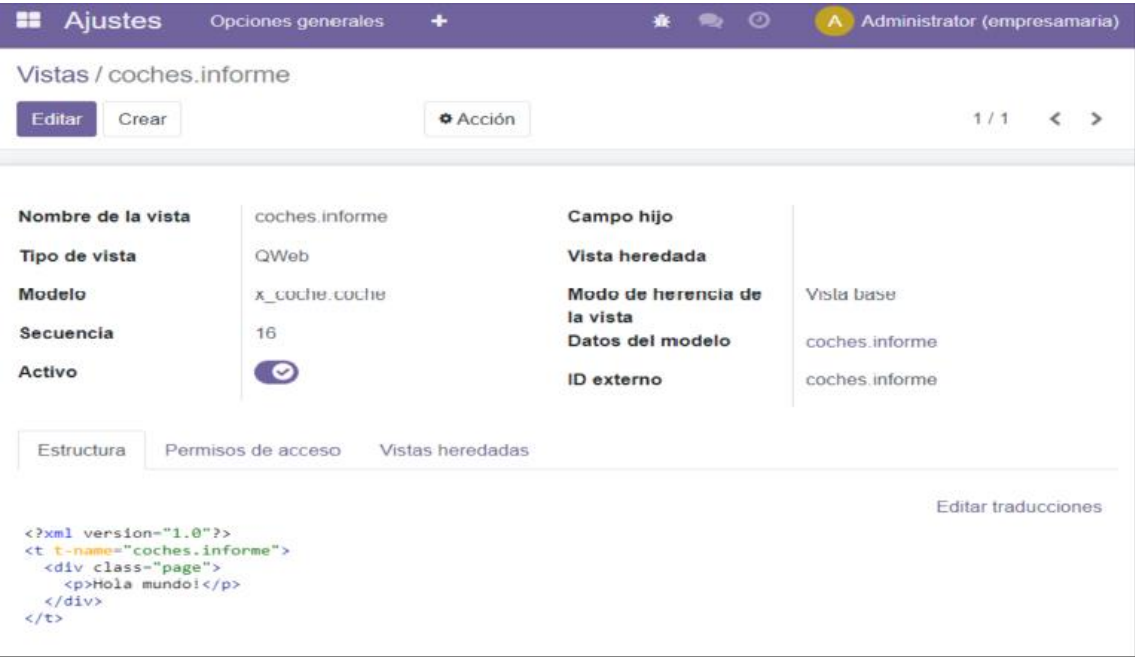 Ajustes Opciones generales + A Administrator (empresamaria)
Vistas / coches.informe
Editar Crear Acción 1 / 1
Nombre de la vista coches.informe Campo hijo
Tipo de vista QWeb Vista heredada
Modelo x_coche.coche Modo de herencia de la vista Vista base
Secuencia 16 Datos del modelo coches.informe
Activo ID externo coches.informe
Estructura Permisos de acceso Vistas heredadas
Editar traducciones
<?xml version="1.0"?>
<t t-name="coches.informe">
<div class="page">
<p>Hola mundo!</p>
</div>
</t>